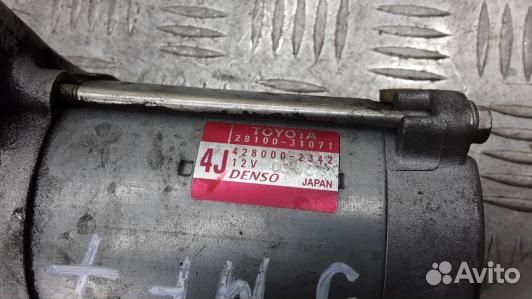 TOYOTA
28100-31071
4J 428000-2342
12V
DENSO JAPAN
Avito